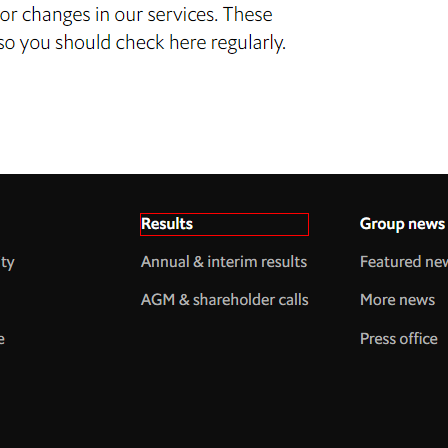 or changes in our services. These
so you should check here regularly.
Results
Group news
Annual & interim results
Featured
AGM & shareholder calls
More news
Press office